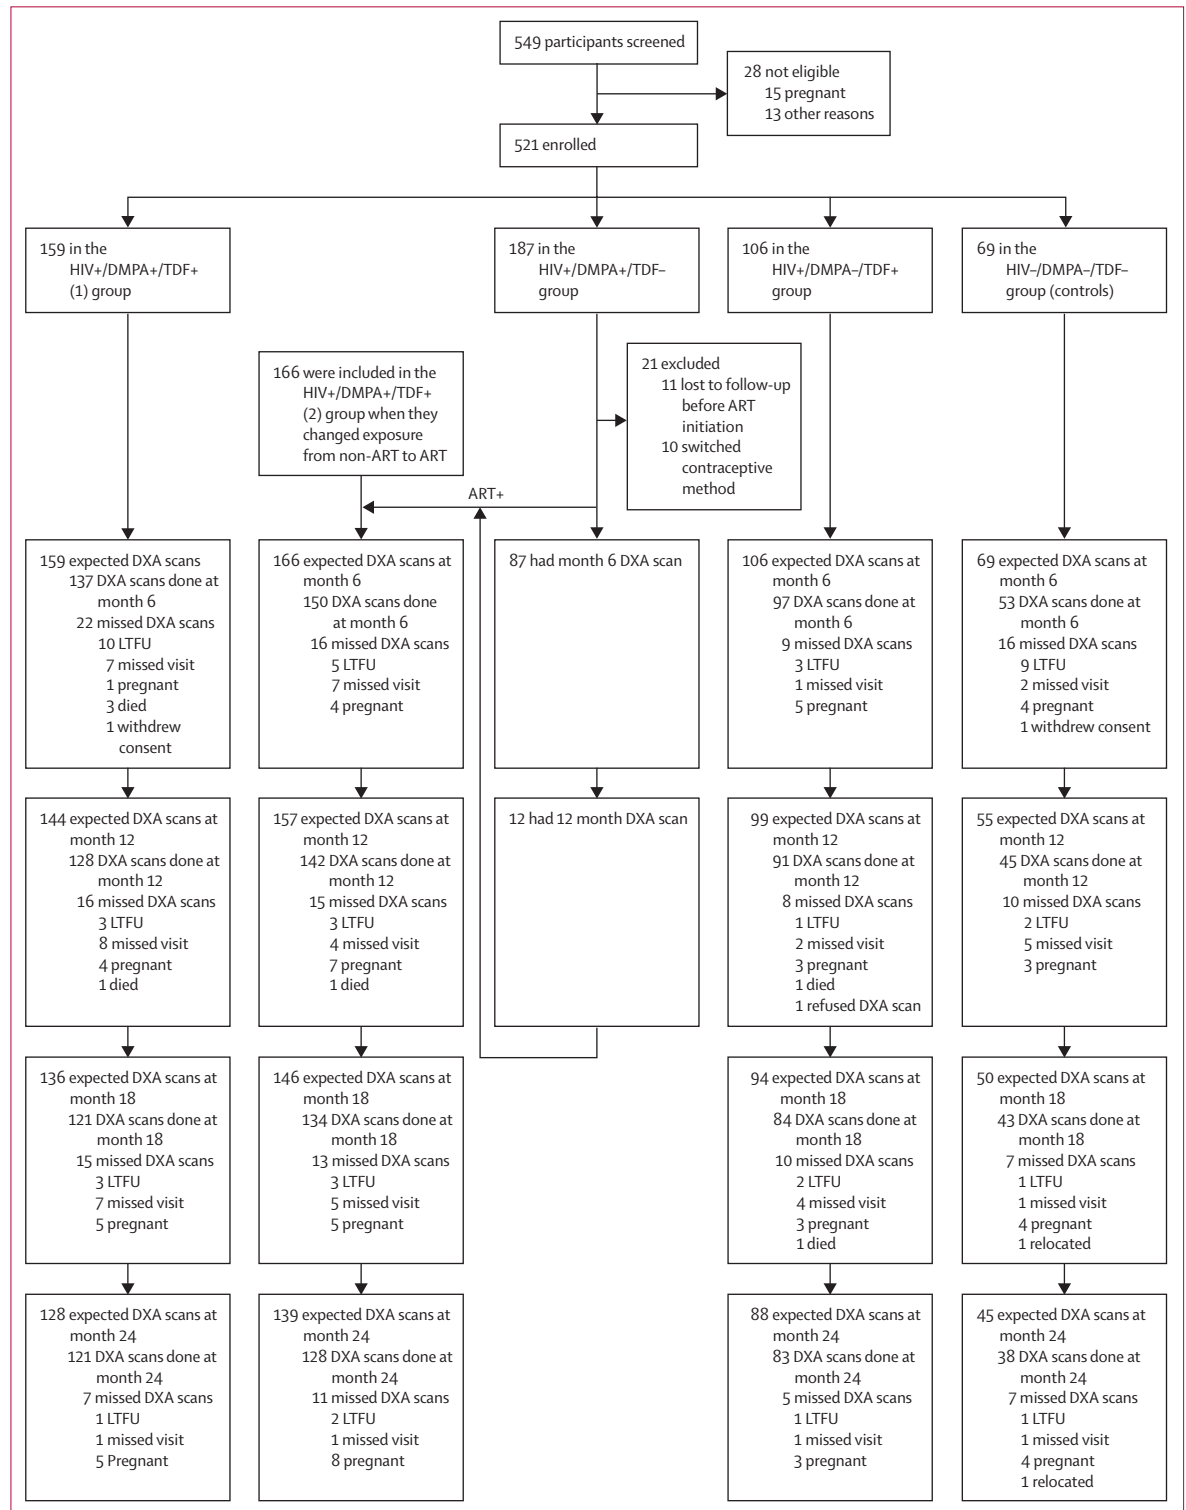 549 participants screened
28 not eligible
15 pregnant
13 other reasons
521 enrolled
159 in the
HIV+/DMPA+/TDF+
(1) group
187 in the
HIV+/DMPA+/TDF–
group
106 in the
HIV+/DMPA–/TDF+
group
69 in the
HIV–/DMPA–/TDF–
group (controls)
166 were included in the
HIV+/DMPA+/TDF+
(2) group when they
changed exposure
from non-ART to ART
21 excluded
11 lost to follow-up
before ART
initiation
10 switched
contraceptive
method
ART+
159 expected DXA scans
137 DXA scans done at
month 6
22 missed DXA scans
10 LTFU
7 missed visit
1 pregnant
3 died
1 withdrew
consent
166 expected DXA scans at
month 6
150 DXA scans done
at month 6
16 missed DXA scans
5 LTFU
7 missed visit
4 pregnant
87 had month 6 DXA scan
106 expected DXA scans at
month 6
97 DXA scans done at
month 6
9 missed DXA scans
3 LTFU
1 missed visit
5 pregnant
69 expected DXA scans at
month 6
53 DXA scans done at
month 6
16 missed DXA scans
9 LTFU
2 missed visit
4 pregnant
1 withdrew consent
144 expected DXA scans at
month 12
128 DXA scans done at
month 12
16 missed DXA scans
3 LTFU
8 missed visit
4 pregnant
1 died
157 expected DXA scans at
month 12
142 DXA scans done at
month 12
15 missed DXA scans
3 LTFU
4 missed visit
7 pregnant
1 died
12 had 12 month DXA scan
99 expected DXA scans at
month 12
91 DXA scans done at
month 12
8 missed DXA scans
1 LTFU
2 missed visit
3 pregnant
1 died
1 refused DXA scan
55 expected DXA scans at
month 12
45 DXA scans done at
month 12
10 missed DXA scans
2 LTFU
5 missed visit
3 pregnant
136 expected DXA scans at
month 18
121 DXA scans done at
month 18
15 missed DXA scans
3 LTFU
7 missed visit
5 pregnant
146 expected DXA scans at
month 18
134 DXA scans done at
month 18
13 missed DXA scans
3 LTFU
5 missed visit
5 pregnant
94 expected DXA scans at
month 18
84 DXA scans done at
month 18
10 missed DXA scans
2 LTFU
4 missed visit
3 pregnant
1 died
50 expected DXA scans at
month 18
43 DXA scans done at
month 18
7 missed DXA scans
1 LTFU
1 missed visit
4 pregnant
1 relocated
128 expected DXA scans at
month 24
121 DXA scans done at
month 24
7 missed DXA scans
1 LTFU
1 missed visit
5 Pregnant
139 expected DXA scans at
month 24
128 DXA scans done at
month 24
11 missed DXA scans
2 LTFU
1 missed visit
8 pregnant
88 expected DXA scans at
month 24
83 DXA scans done at
month 24
5 missed DXA scans
1 LTFU
1 missed visit
3 pregnant
45 expected DXA scans at
month 24
38 DXA scans done at
month 24
7 missed DXA scans
1 LTFU
1 missed visit
4 pregnant
1 relocated